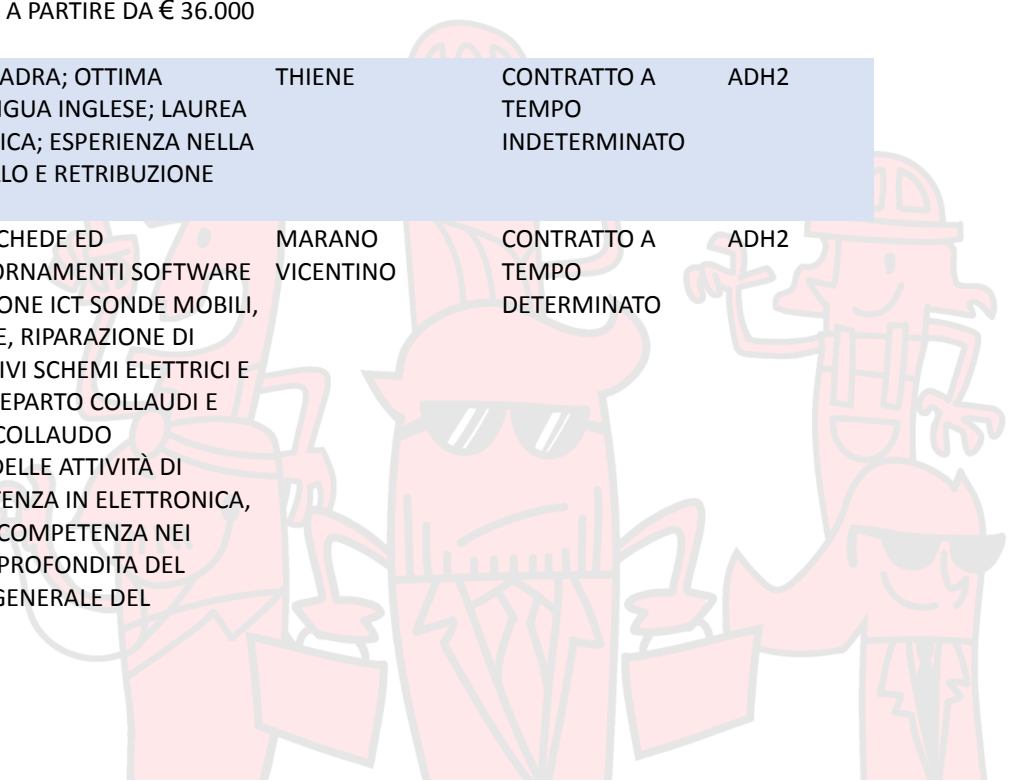 A PARTIRE DA € 36.000
ADRA; OTTIMA THIENE CONTRATTO A ADH2
IGUA INGLESE; LAUREA TEMPO
ICA; ESPERIENZA NELLA INDETERMINATO
LLO E RETRIBUZIONE
CHEDE ED MARANO CONTRATTO A ADH2
ORNAMENTI SOFTWARE VICENTINO TEMPO
ONE ICT SONDE MOBILI, DETERMINATO
E, RIPARAZIONE DI
IVI SCHEMI ELETTRICI E
EPARTO COLLAUDI E
COLLAUDO
DELLE ATTIVITÀ DI
TENZA IN ELETTRONICA,
COMPETENZA NEI
PROFONDITA DEL
GENERALE DEL